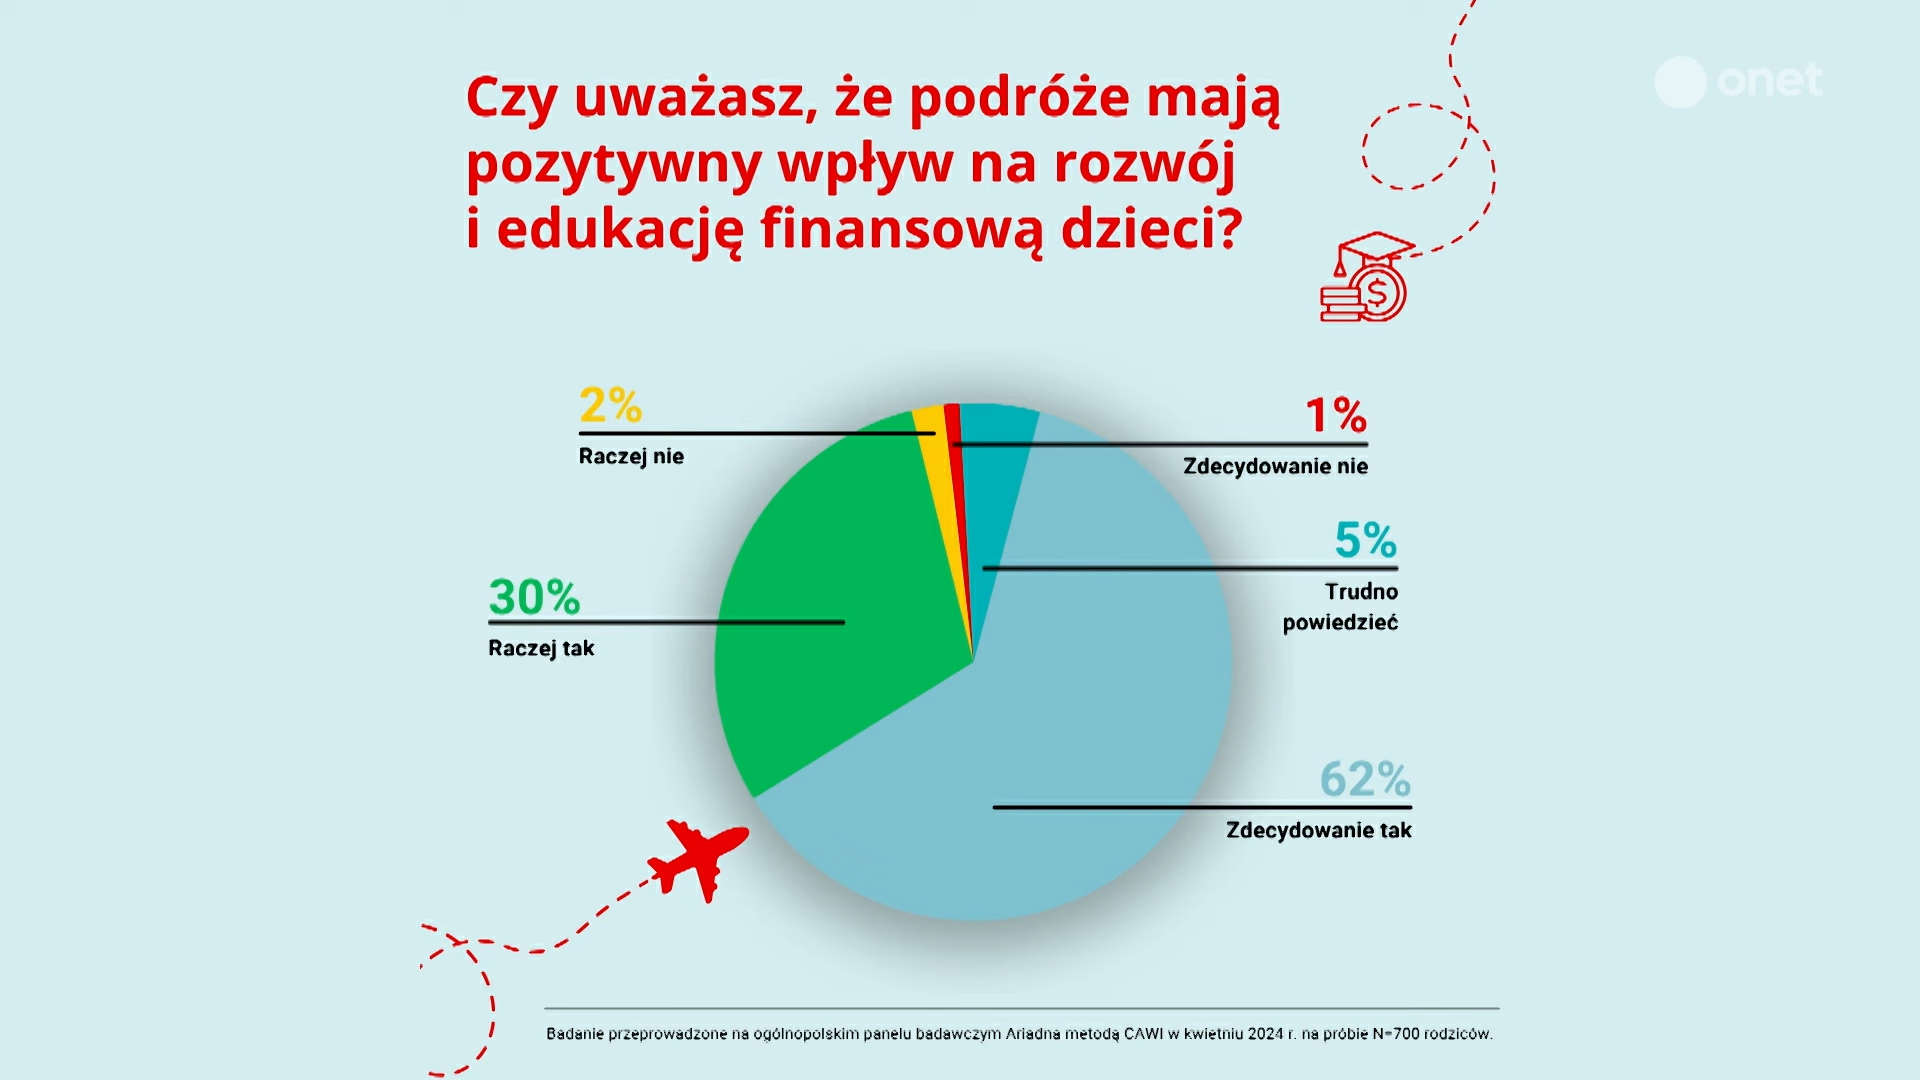 onet
Czy uważasz, że podróże mają
pozytywny wpływ na rozwój
i edukację finansową dzieci?
$
2%
Raczej nie
1%
Zdecydowanie nie
5%
Trudno
powiedzieć
30%
Raczej tak
62%
Zdecydowanie tak
Badanie przeprowadzone na ogólnopolskim panelu badawczym Ariadna metodą CAWI w kwietniu 2024 r. na próbie N=700 rodziców.